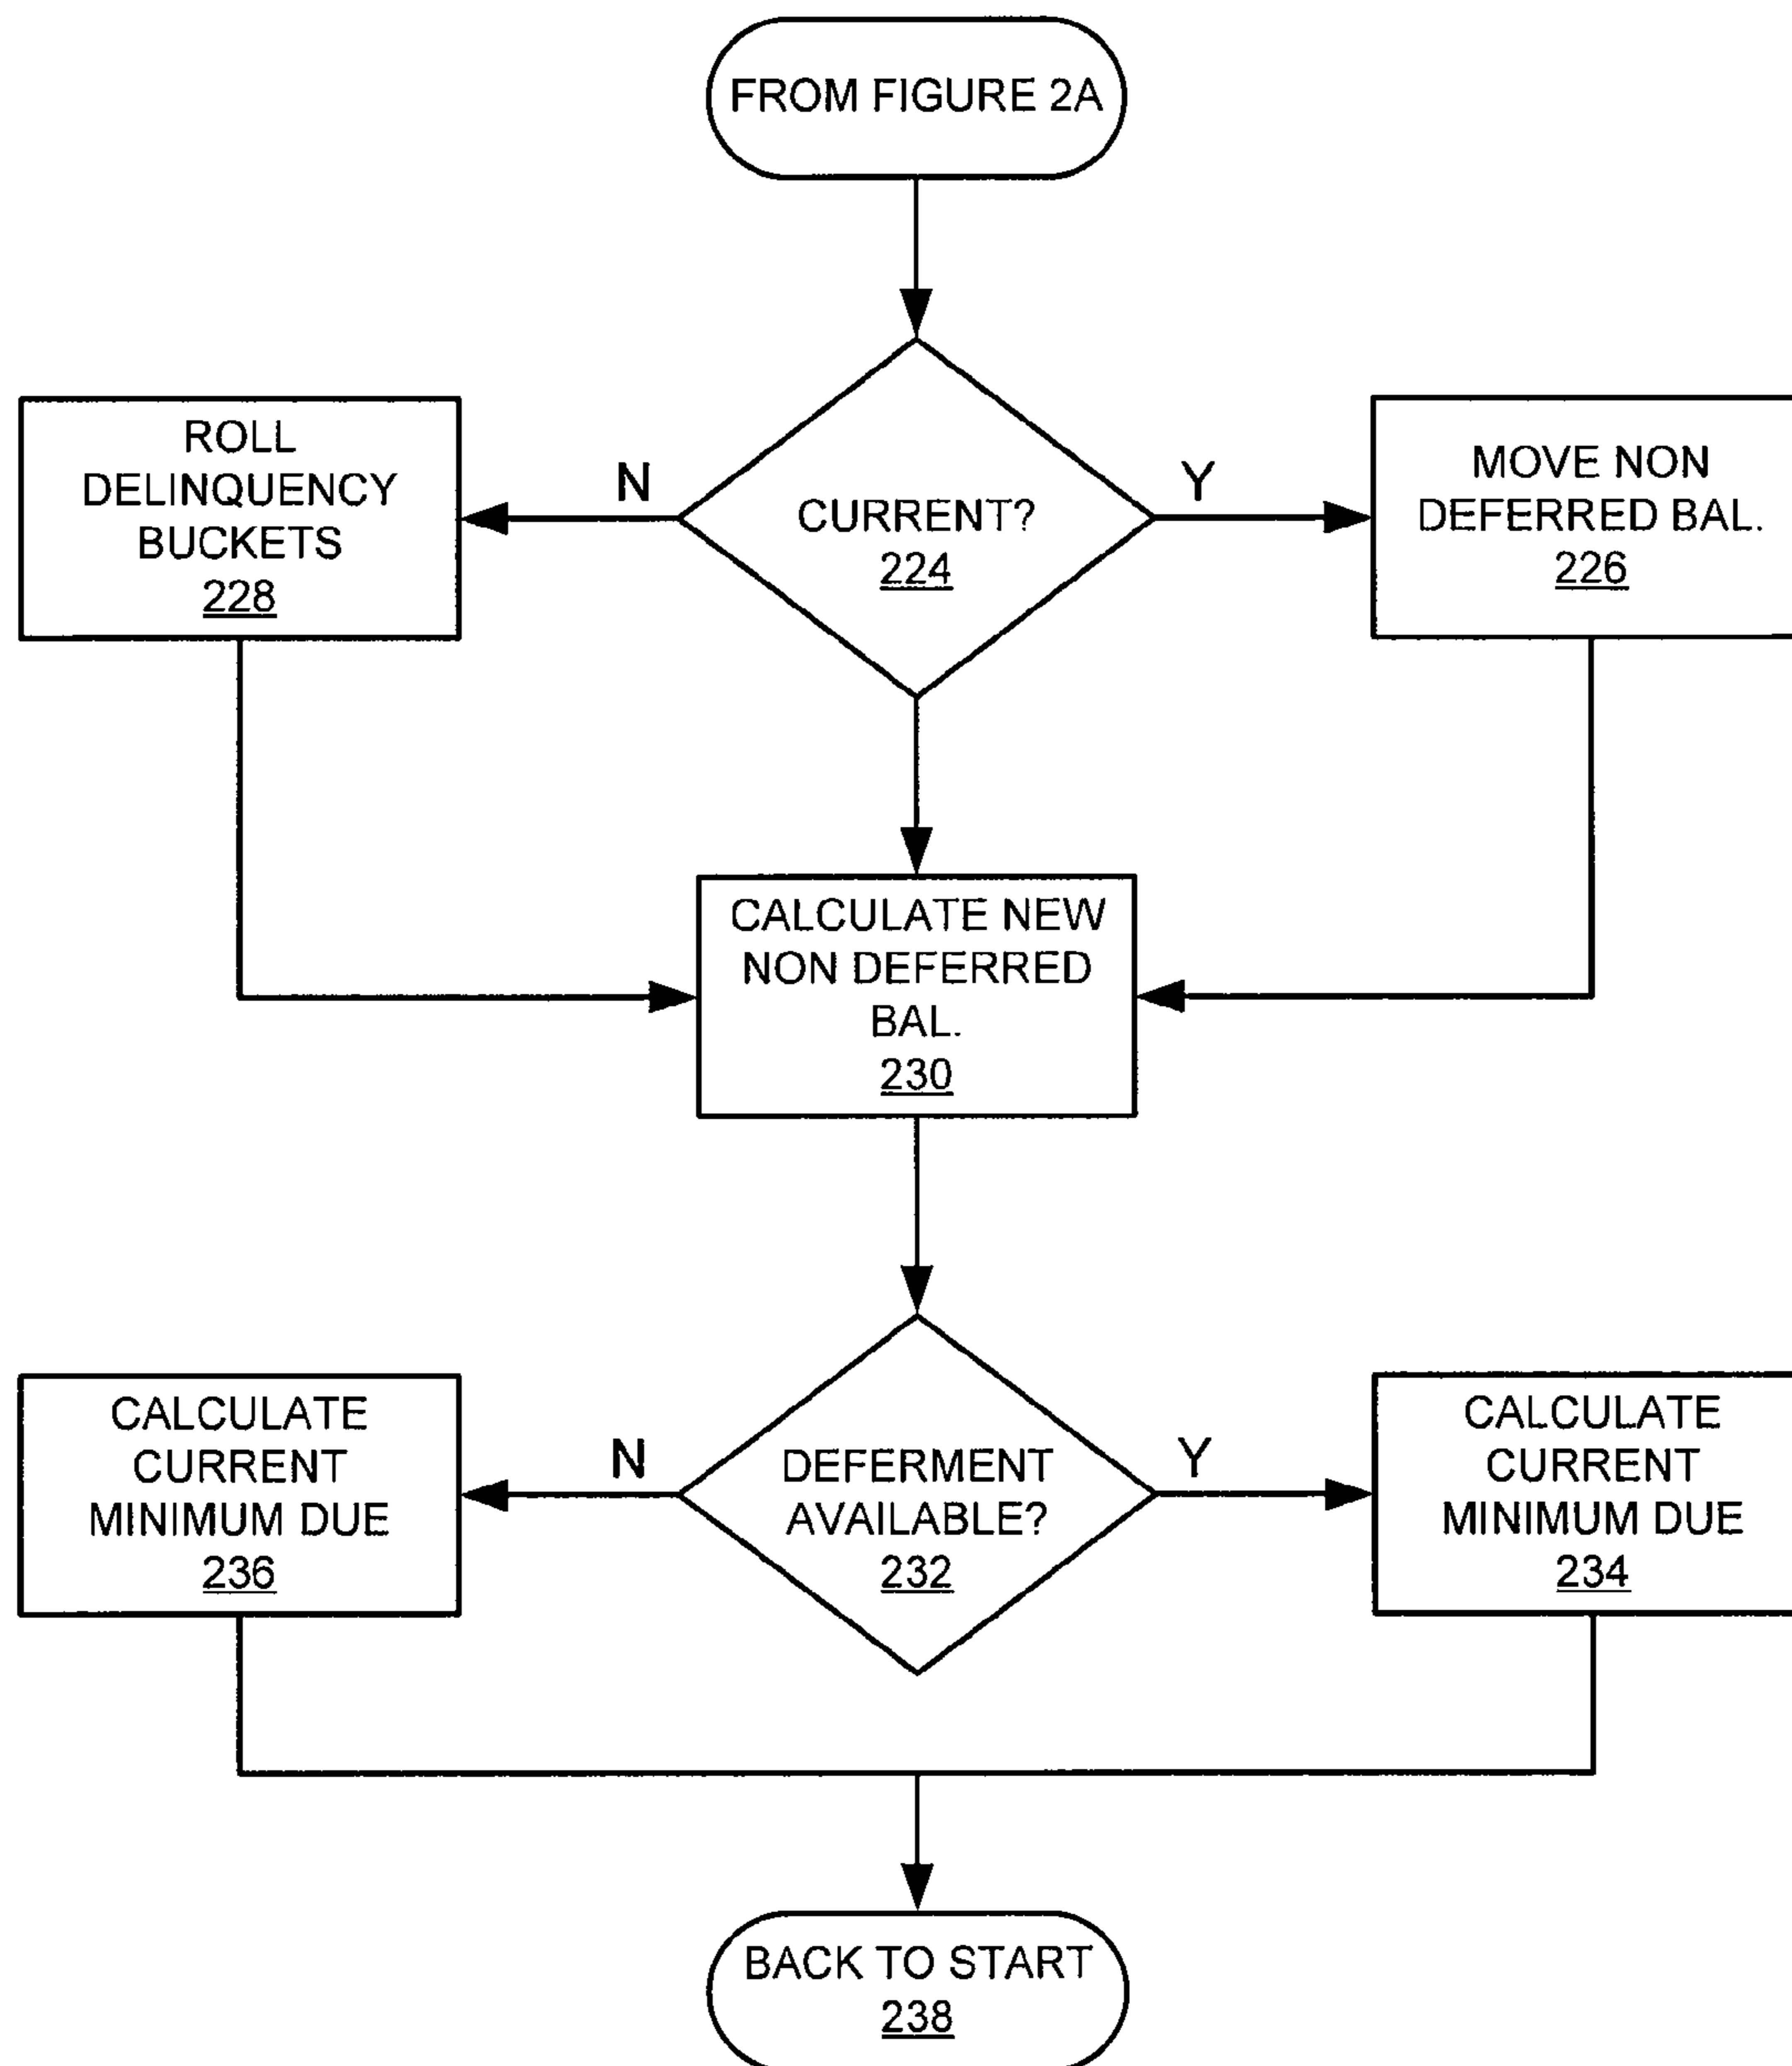 FROM FIGURE 2A
ROLL
DELINQUENCY
BUCKETS
228
N
CURRENT?
224
Y
MOVE NON
DEFERRED BAL.
226
CALCULATE NEW
NON DEFERRED
BAL.
230
CALCULATE
CURRENT
MINIMUM DUE
236
N
DEFERMENT
AVAILABLE?
232
Y
CALCULATE
CURRENT
MINIMUM DUE
234
BACK TO START
238